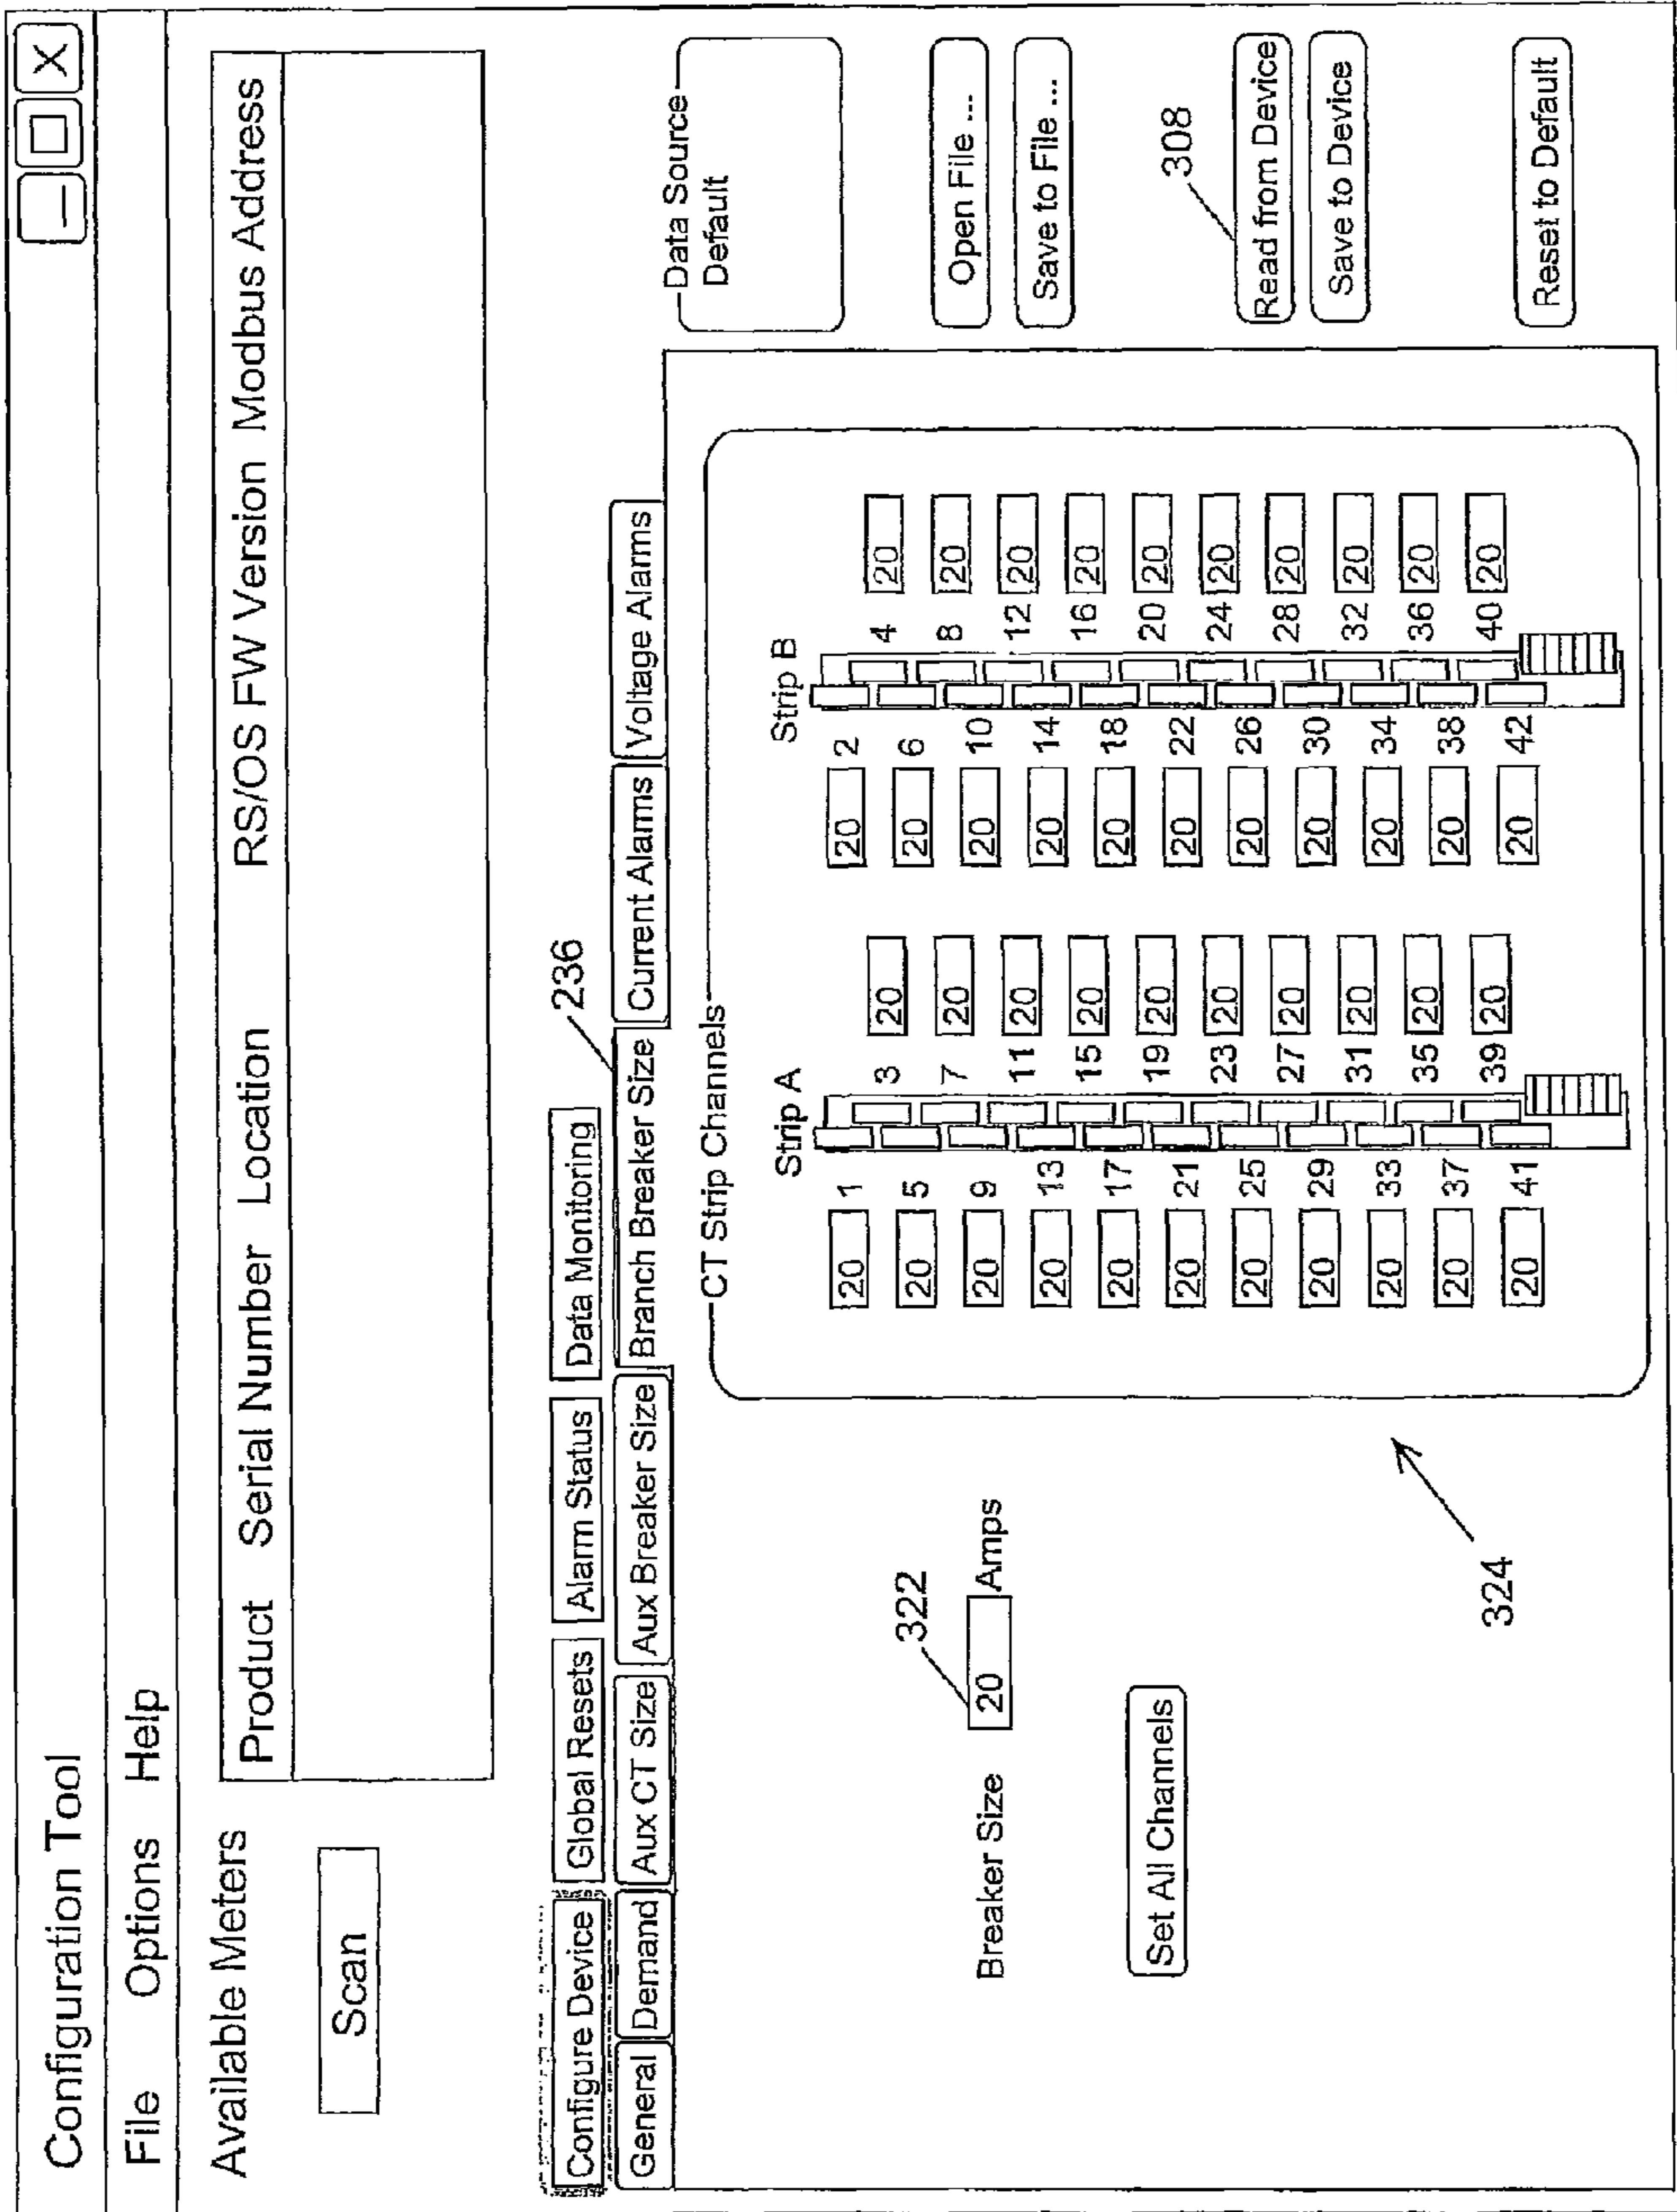 Configuration Tool
_ X
File Options Help
Available Meters
Product Serial Number Location RS/OS FW Version Modbus Address
Scan
236
Configure Device Global Resets Alarm Status Data Monitoring
General Demand Aux CT Size Aux Breaker Size Branch Breaker Size Current Alarms Voltage Alarms
Data Source
Default
CT Strip Channels
Strip A Strip B
20 1 20 2
3 20 4 20
20 5 20 6
7 20 8 20
20 9 20 10
11 20 12 20
20 13 20 14
15 20 16 20
20 17 20 18
19 20 20 20
20 21 20 22
23 20 24 20
20 25 20 26
27 20 28 20
20 29 20 30
31 20 32 20
20 33 20 34
35 20 36 20
20 37 20 38
39 20 40 20
20 41 20 42
322
Breaker Size 20 Amps
Set All Channels
324
Open File ...
Save to File ...
308
Read from Device
Save to Device
Reset to Default